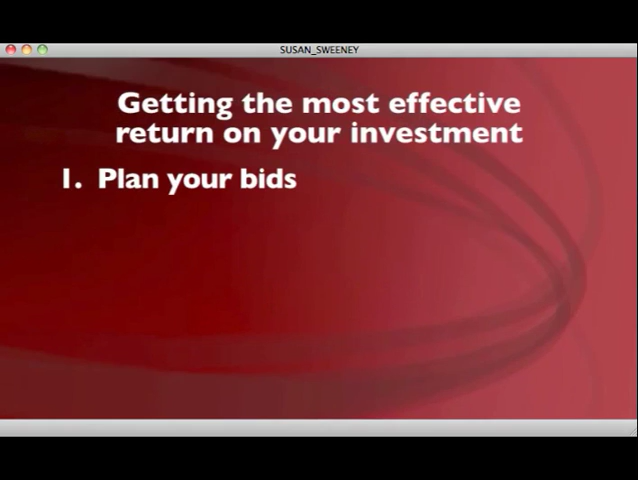 SUSAN_SWEENEY
Getting the most effective
return on your investment
1. Plan your bids